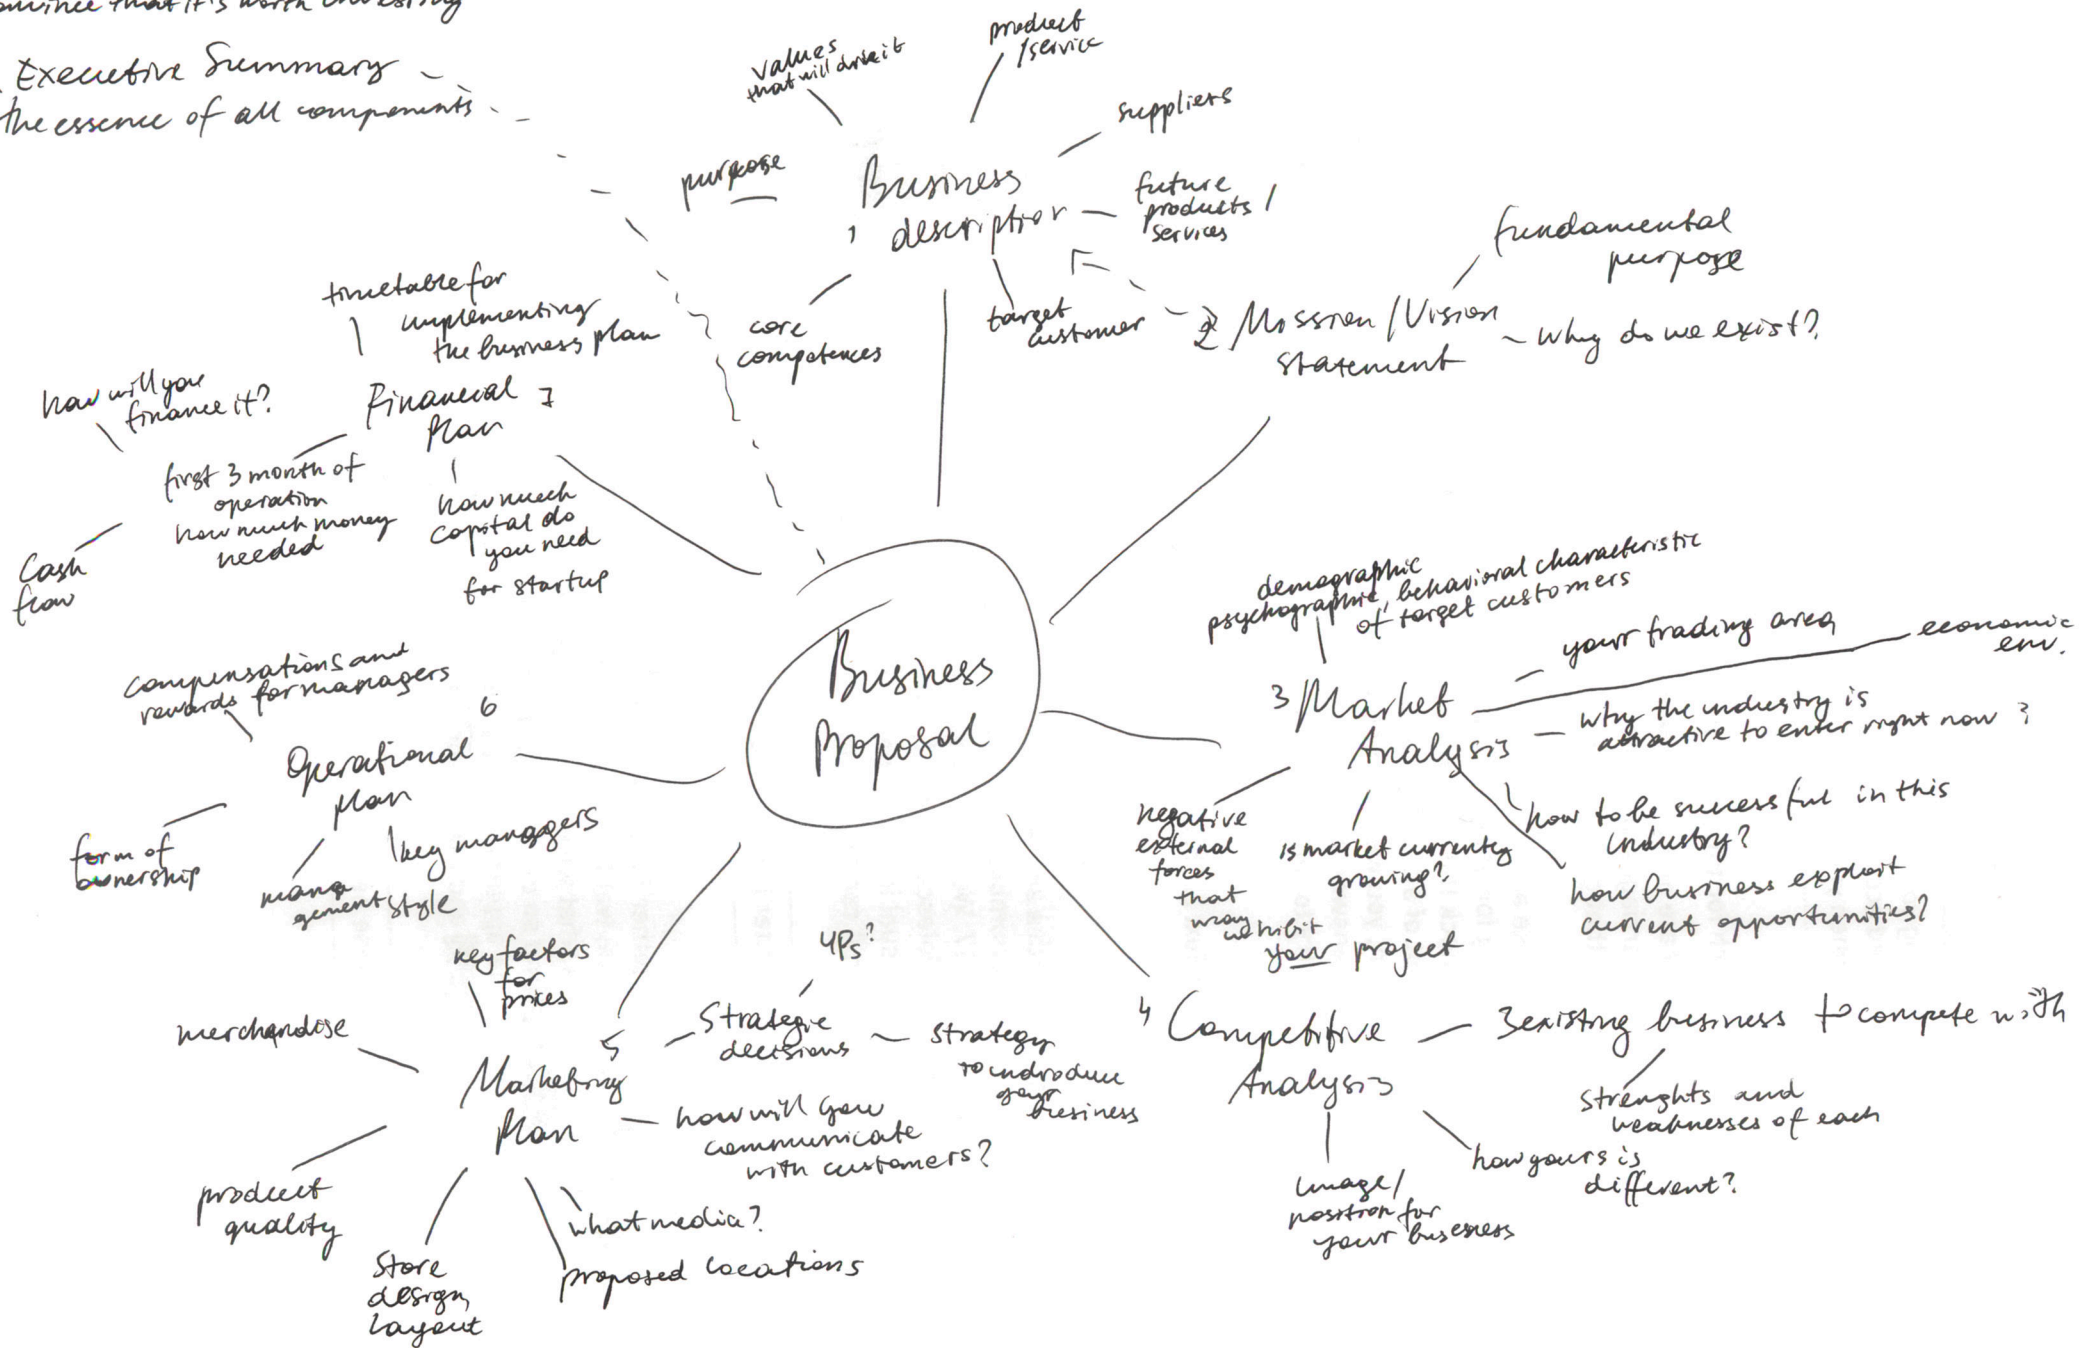 that it's worth investing
Executive Summary
the essence of all components
values
that will drive it
product
/service
suppliers
purpose
1 Business
description
future
products /
services
core
competences
target
customer
2 Mission/Vision
statement
fundamental
purpose
why do we exist?
timetable for
implementing
the business plan
how will you
finance it?
Financial 7
Plan
first 3 month of
operation
how much money
needed
how much
capital do
you need
for startup
Cash
flow
Business
Proposal
demographic
psychographic, behavioral characteristic
of target customers
your trading area
economic
env.
3 Market
Analysis
why the industry is
attractive to enter right now?
how to be successful in this
industry?
how business exploit
current opportunities?
negative
external
forces
that
may
inhibit
your project
is market currently
growing?
compensations and
rewards for managers
6
Operational
plan
form of
ownership
mana
gement style
key managers
key factors
for
prices
4Ps?
merchandise
5
Marketing
Plan
Strategic
decisions
strategy
to indroduce
your
business
how will you
communicate
with customers?
product
quality
store
design,
layout
what media?
proposed locations
4 Competitive
Analysis
3 existing business to compete with
strenghts and
weaknesses of each
how yours is
different?
image/
position for
your business